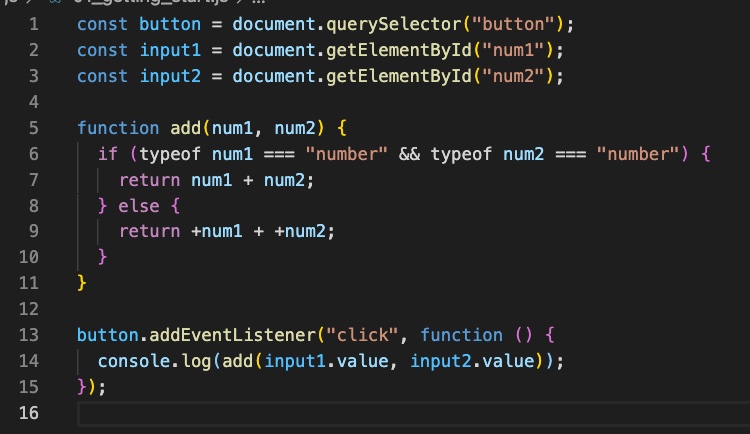 1 const button = document.querySelector("button");
2 const input1 = document.getElementById("num1");
3 const input2 = document.getElementById("num2");
4
5 function add(num1, num2) {
6   if (typeof num1 === "number" && typeof num2 === "number") {
7     return num1 + num2;
8   } else {
9     return +num1 + +num2;
10   }
11 }
12
13 button.addEventListener("click", function () {
14   console.log(add(input1.value, input2.value));
15 });
16